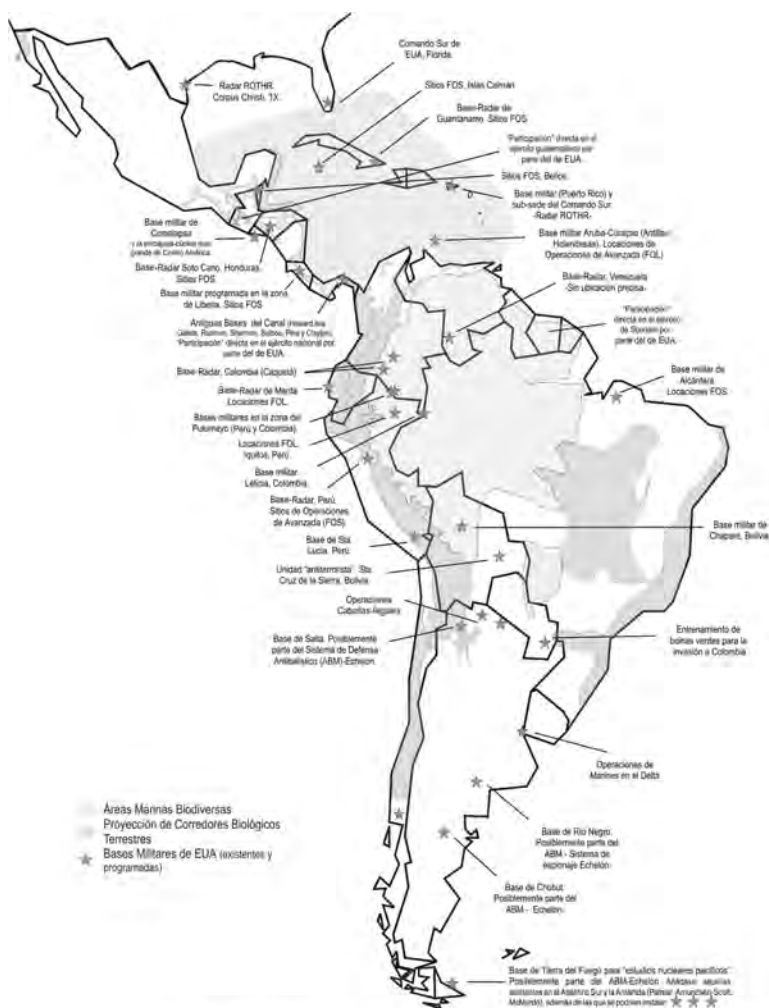 Comando Sur de
EUA, Florida.
Radar ROTHR.
Corpus Christi, TX.
Sitios FOS, Islas Caimán
Base-Radar de
Guantánamo. Sitios FOS
"Participación" directa en el
ejército guatemalteco por
parte del de EUA.
Sitios FOS, Belice.
Base militar (Puerto Rico) y
sub-sede del Comando Sur
-Radar ROTHR-
Base militar de
Comalapa
Base militar Aruba-Curaçao (Antillas
Holandesas). Locaciones de
Operaciones de Avanzada (FOL)
Base-Radar Soto Cano, Honduras.
Sitios FOS.
Base militar programada en la zona
de Liberia. Sitios FOS
Base-Radar, Venezuela
-Sin ubicación precisa-
Antiguas Bases del Canal
"Participación" directa en el ejército nacional por
parte del de EUA.
"Participación"
directa en el ejército
de Surinam por
parte del de EUA.
Base-Radar, Colombia (Caquetá)
Base-Radar de Manta
Locaciones FOL.
Base militar de
Alcántara.
Locaciones FOS.
Bases militares en la zona del
Putumayo (Perú y Colombia).
Locaciones FOL.
Iquitos, Perú.
Base militar
Leticia, Colombia.
Base-Radar, Perú.
Sitios de Operaciones
de Avanzada (FOS)
Base militar de
Chapare, Bolivia
Base de Sta.
Lucía, Perú.
Unidad "antiterrorista". Sta.
Cruz de la Sierra, Bolivia
Operaciones
Cabañas-Aguila
Base de Salta. Posiblemente
parte del Sistema de Defensa
Antibalístico (ABM)-Echelon.
Entrenamiento de
boinas verdes para la
invasión a Colombia
Operaciones de
Marines en el Delta
Áreas Marinas Biodiversas
Proyección de Corredores Biológicos
Terrestres
Bases Militares de EUA (existentes y
programadas)
Base de Río Negro.
Posiblemente parte del
ABM - Sistema de
espionaje Echelón-
Base de Chubut.
Posiblemente parte del
ABM - Echelón-
Base de Tierra del Fuego para "estudios nucleares pacíficos".
Posiblemente parte del ABM-Echelón